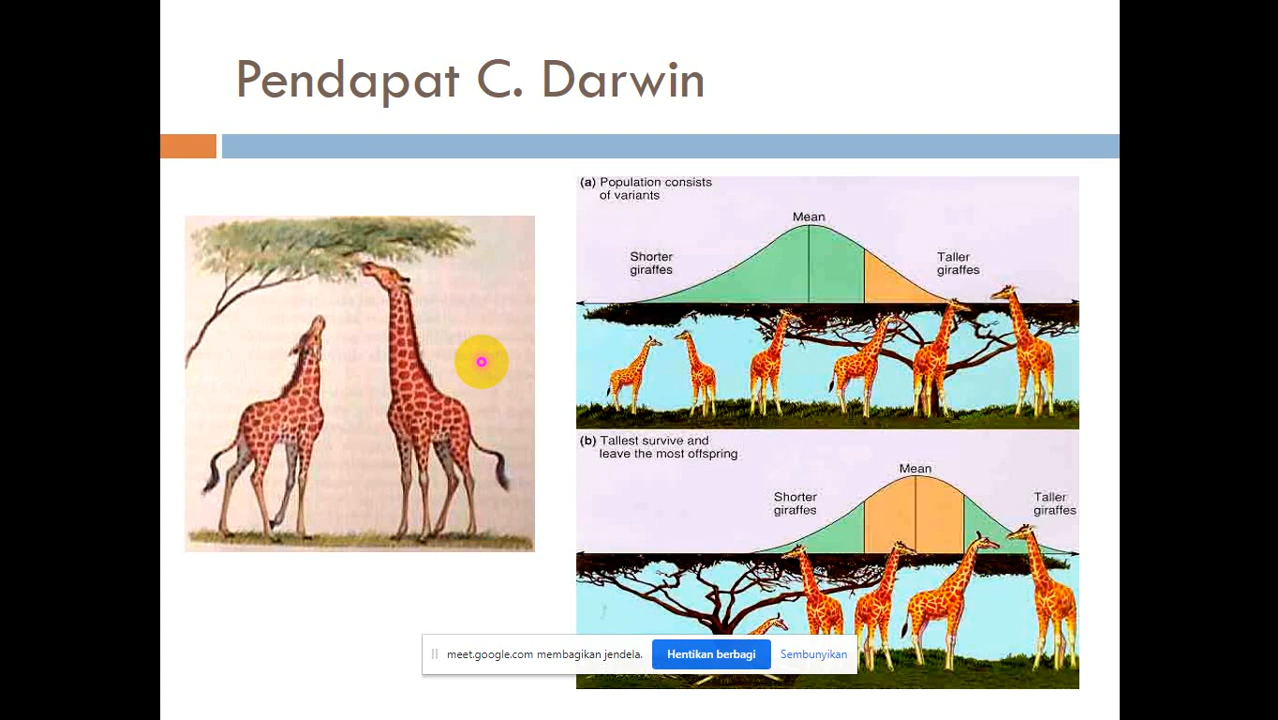 Pendapat C. Darwin
(a) Population consists
of variants
Mean
Shorter
giraffes
Taller
giraffes
(b) Tallest survive and
leave the most offspring
Mean
Shorter
giraffes
Taller
giraffes
meet.google.com membagikan jendela.
Hentikan berbagi
Sembunyikan